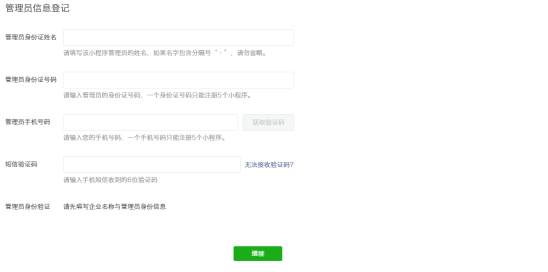 管理员信息登记
管理员身份证姓名
请填写该小程序管理员的姓名，如果名字包含分隔号“·”，请勿省略。
管理员身份证号码
请输入管理员的身份证号码，一个身份证号码只能注册5个小程序。
管理员手机号码 获取验证码
请输入您的手机号码，一个手机号码只能注册5个小程序。
短信验证码 无法接收验证码？
请输入手机短信收到的6位验证码
管理员身份验证 请先填写企业名称与管理员身份信息
继续